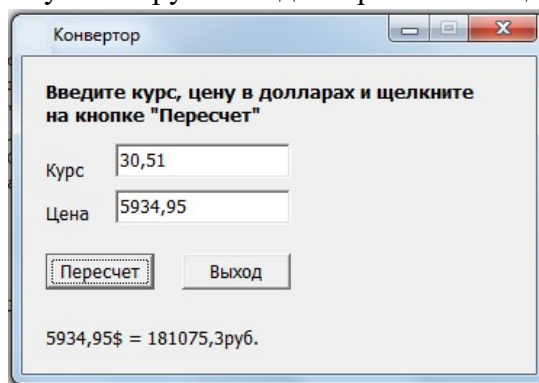 Конвертор
Введите курс, цену в долларах и щелкните
на кнопке "Пересчет"
Курс 30,51
Цена 5934,95
Пересчет Выход
5934,95$ = 181075,3руб.